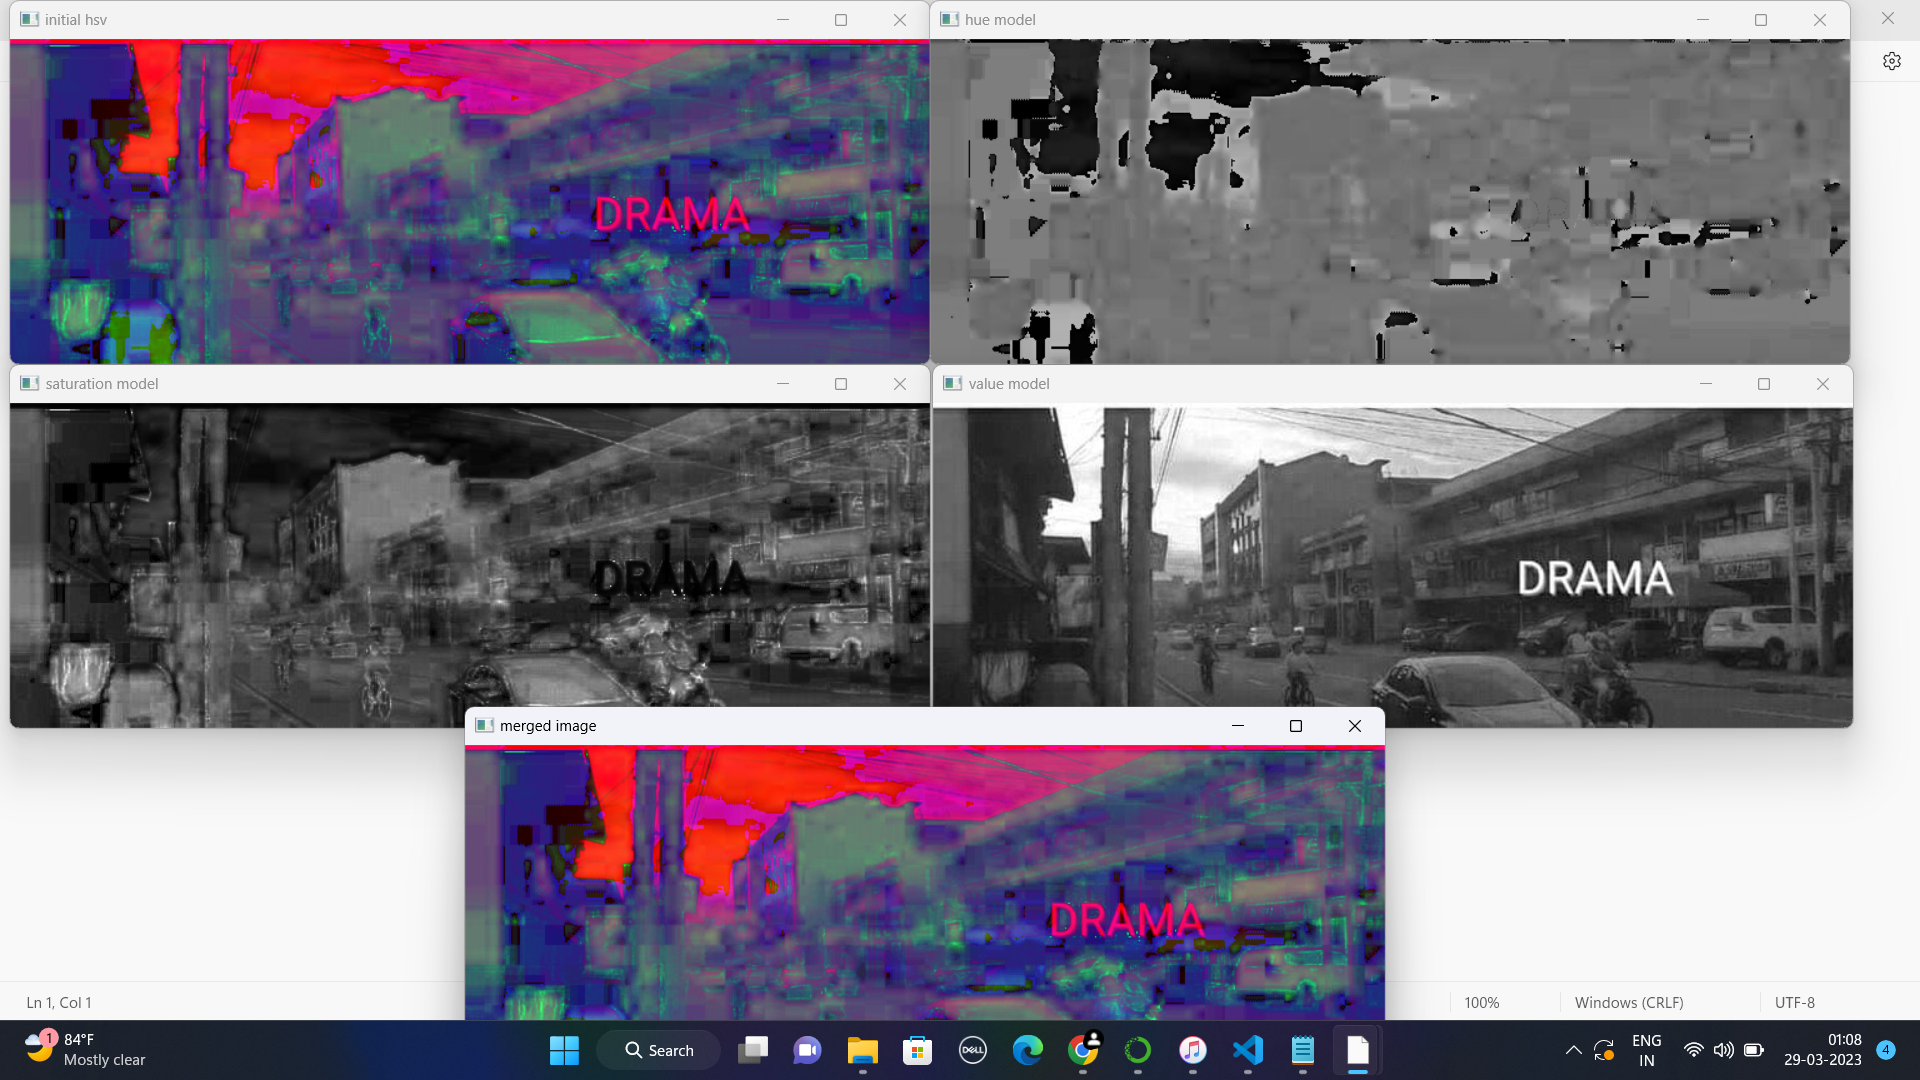 initial hsv
hue model
DRAMA
saturation model
value model
DRAMA
DRAMA
merged image
DRAMA
Ln 1, Col 1
100%
Windows (CRLF)
UTF-8
1
84°F
Mostly clear
Search
DELL
ENG
IN
01:08
29-03-2023
4